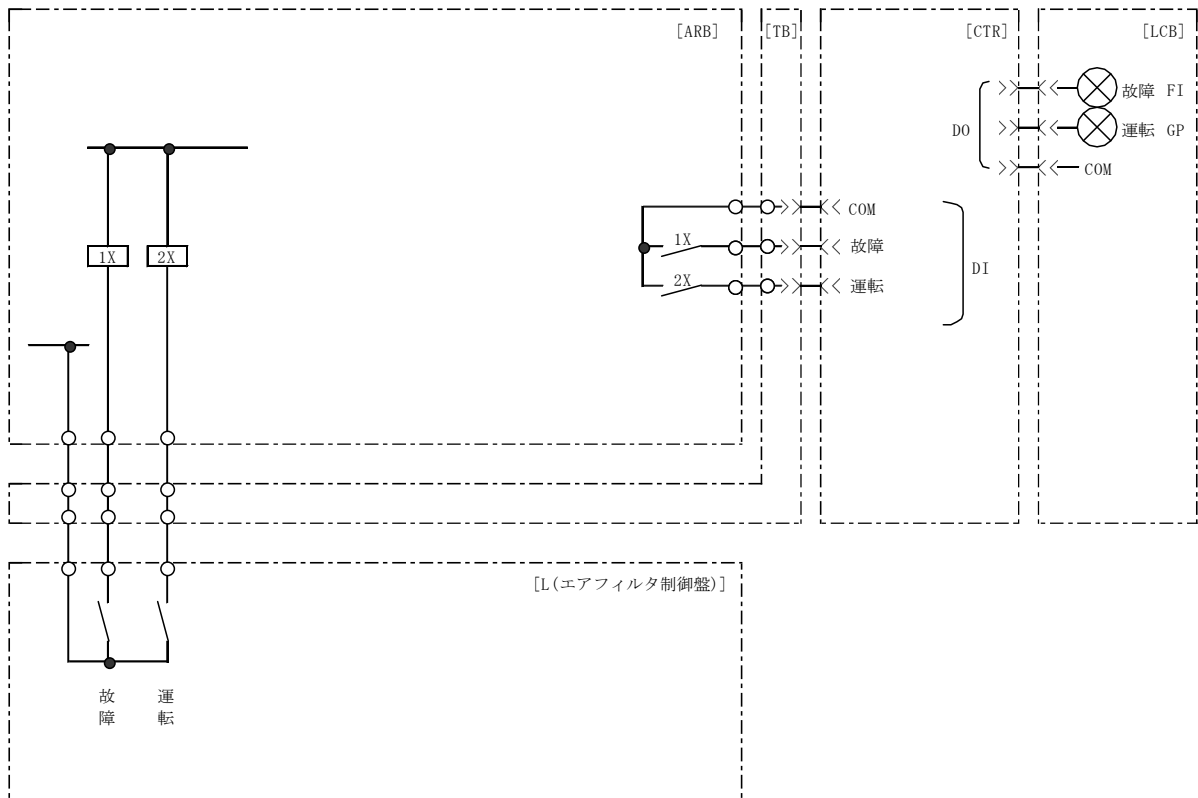 [ARB]
[TB]
[CTR]
[LCB]
故障 FI
DO
運転 GP
COM
COM
1X
故障
DI
2X
運転
1X
2X
[L(エアフィルタ制御盤)]
故障
運転